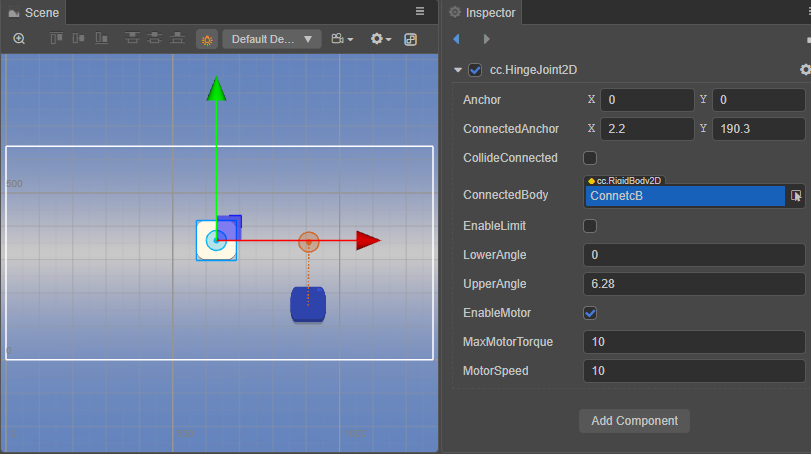 Scene
Default De...
500
0
Inspector
cc.HingeJoint2D
Anchor X 0 Y 0
ConnectedAnchor X 2.2 Y 190.3
CollideConnected
cc.RigidBody2D
ConnectedBody ConnetcB
EnableLimit
LowerAngle 0
UpperAngle 6.28
EnableMotor
MaxMotorTorque 10
MotorSpeed 10
Add Component